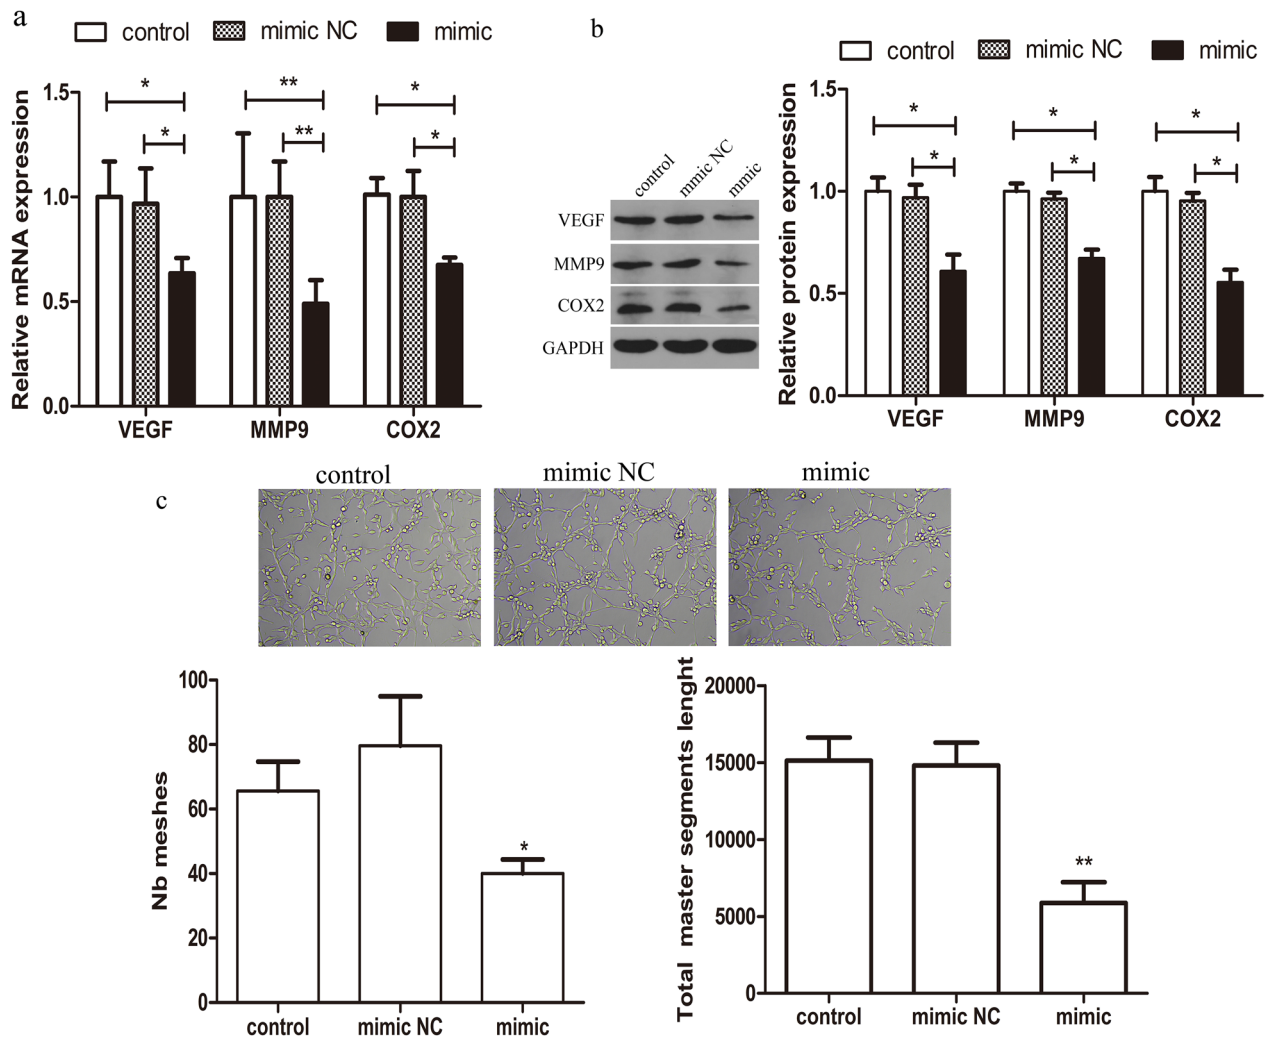 a
control mimic NC mimic
Relative mRNA expression
1.5
1.0
0.5
0.0
* ** *
* ** *
VEGF MMP9 COX2
b
control mimic NC mimic
control mmic NC mmic
VEGF
MMP9
COX2
GAPDH
Relative protein expression
1.5
1.0
0.5
0.0
* * *
* * *
VEGF MMP9 COX2
c
control mimic NC mimic
Nb meshes
100
80
60
40
20
0
*
control mimic NC mimic
Total master segments lenght
20000
15000
10000
5000
0
**
control mimic NC mimic